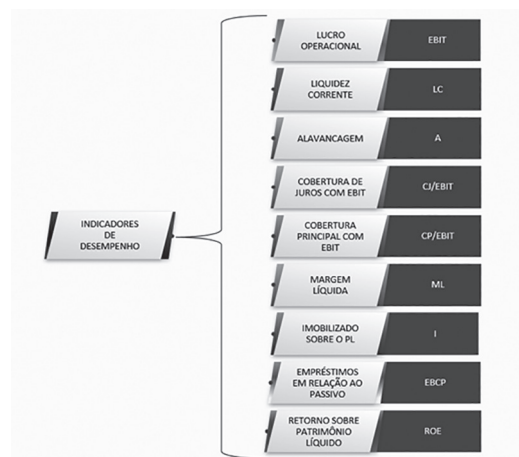 INDICADORES
DE
DESEMPENHO
LUCRO
OPERACIONAL
EBIT
LIQUIDEZ
CORRENTE
LC
ALAVANCAGEM
A
COBERTURA DE
JUROS COM EBIT
CJ/EBIT
COBERTURA
PRINCIPAL COM
EBIT
CP/EBIT
MARGEM
LÍQUIDA
ML
IMOBILIZADO
SOBRE O PL
I
EMPRÉSTIMOS
EM RELAÇÃO AO
PASSIVO
EBCP
RETORNO SOBRE
PATRIMÔNIO
LÍQUIDO
ROE